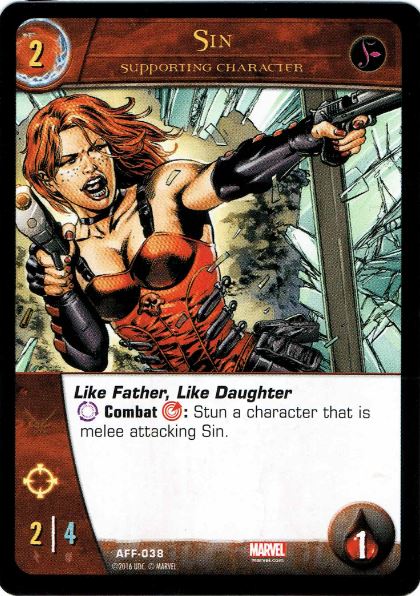 2
SIN
SUPPORTING CHARACTER
Like Father, Like Daughter
Combat : Stun a character that is
melee attacking Sin.
2 | 4
1
AFF-038
©2016 UDC. © MARVEL
MARVEL
marvel.com